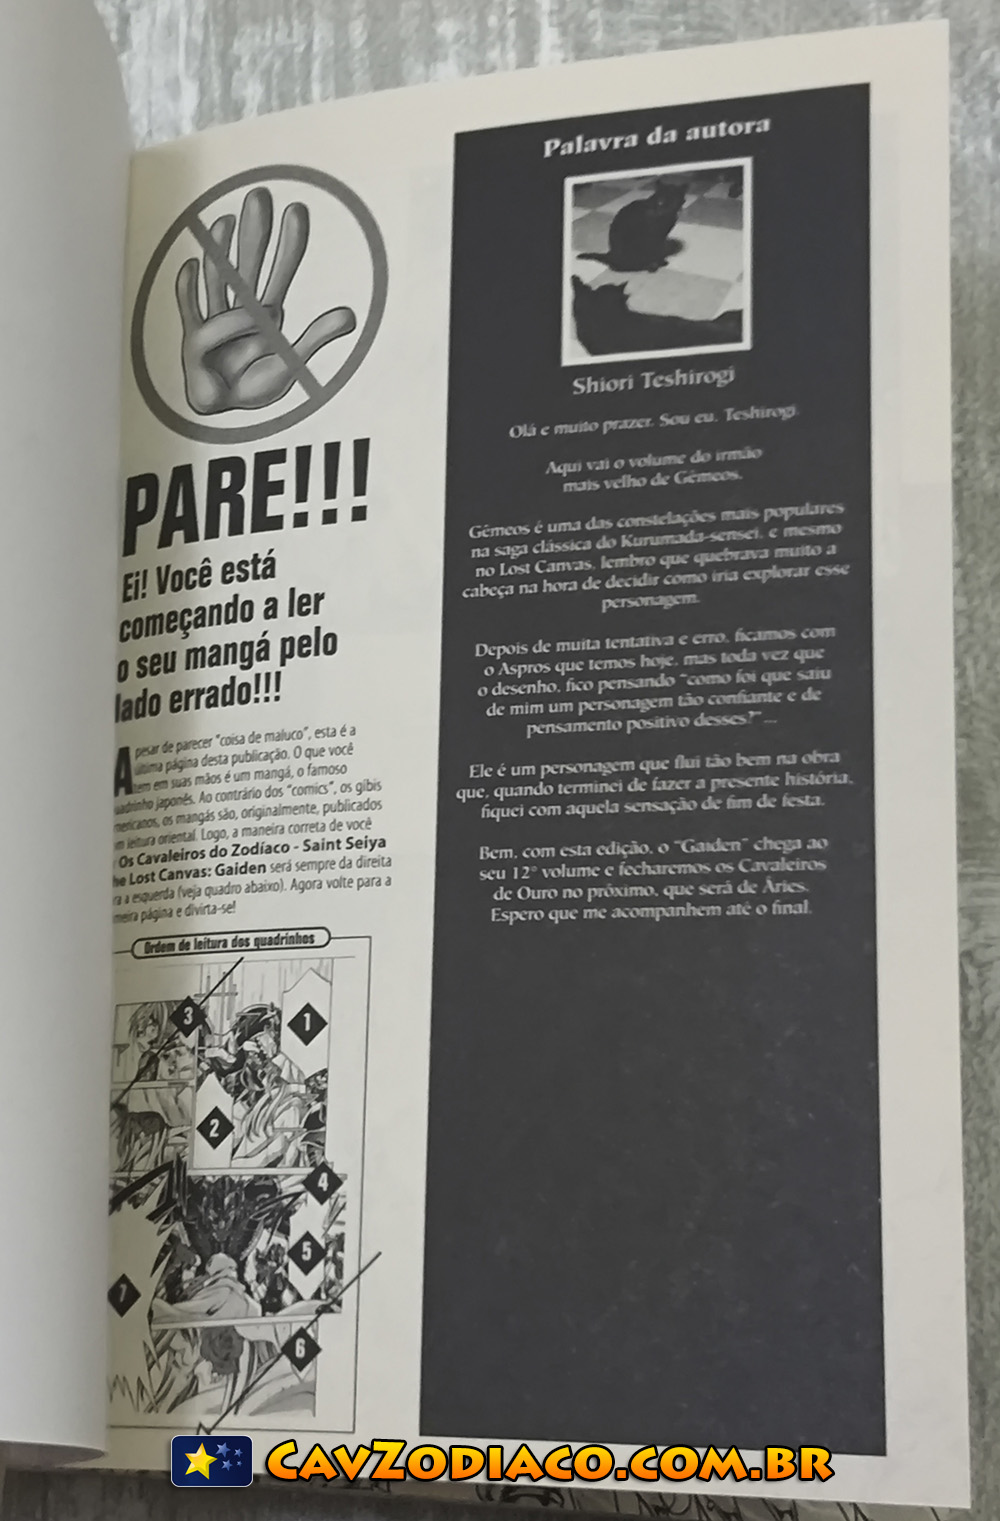 PARE!!!
Ei! Você está
começando a ler
o seu mangá pelo
lado errado!!!
Apesar de parecer "coisa de maluco", esta é a
última página desta publicação. O que você
tem em suas mãos é um mangá, o famoso
quadrinho japonês. Ao contrário dos "comics", os gibis
mericanos, os mangás são, originalmente, publicados
m leitura oriental. Logo, a maneira correta de você
Os Cavaleiros do Zodíaco - Saint Seiya
he Lost Canvas: Gaiden será sempre da direita
ra a esquerda (veja quadro abaixo). Agora volte para a
meira página e divirta-se!
Ordem de leitura dos quadrinhos
3
1
2
4
5
7
6
Palavra da autora
Shiori Teshirogi
Olá e muito prazer. Sou eu, Teshirogi.
Aqui vai o volume do irmão
mais velho de Gêmeos.
Gêmeos é uma das constelações mais populares
na saga clássica do Kurumada-sensei, e mesmo
no Lost Canvas, lembro que quebrava muito a
cabeça na hora de decidir como iria explorar esse
personagem.
Depois de muita tentativa e erro, ficamos com
o Aspros que temos hoje, mas toda vez que
o desenho, fico pensando "como foi que saiu
de mim um personagem tão confiante e de
pensamento positivo desses?"...
Ele é um personagem que flui tão bem na obra
que, quando terminei de fazer a presente história,
fiquei com aquela sensação de fim de festa.
Bem, com esta edição, o "Gaiden" chega ao
seu 12º volume e fecharemos os Cavaleiros
de Ouro no próximo, que será de Áries.
Espero que me acompanhem até o final.
CavZodiaco.com.br